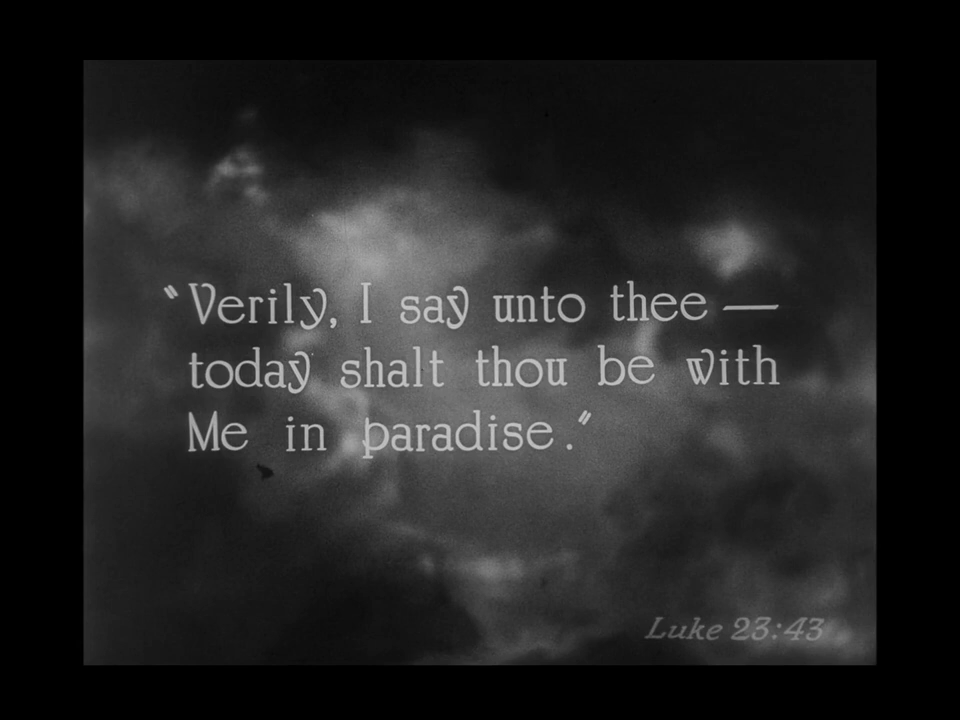 “Verily, I say unto thee —
today shalt thou be with
Me in paradise.”
Luke 23:43